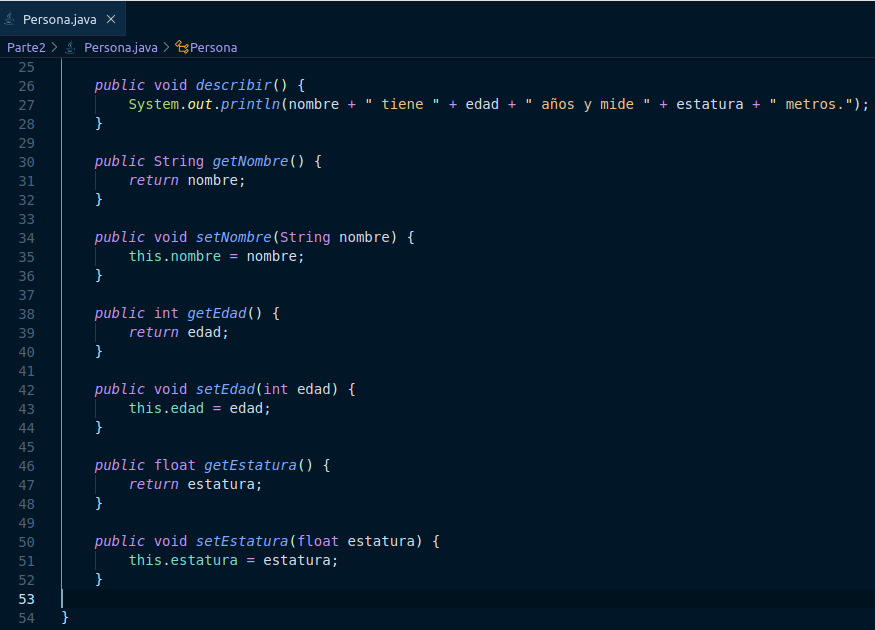 Persona.java
Parte2 > Persona.java > Persona
25
26 public void describir() {
27 System.out.println(nombre + " tiene " + edad + " años y mide " + estatura + " metros.");
28 }
29
30 public String getNombre() {
31 return nombre;
32 }
33
34 public void setNombre(String nombre) {
35 this.nombre = nombre;
36 }
37
38 public int getEdad() {
39 return edad;
40 }
41
42 public void setEdad(int edad) {
43 this.edad = edad;
44 }
45
46 public float getEstatura() {
47 return estatura;
48 }
49
50 public void setEstatura(float estatura) {
51 this.estatura = estatura;
52 }
53
54 }